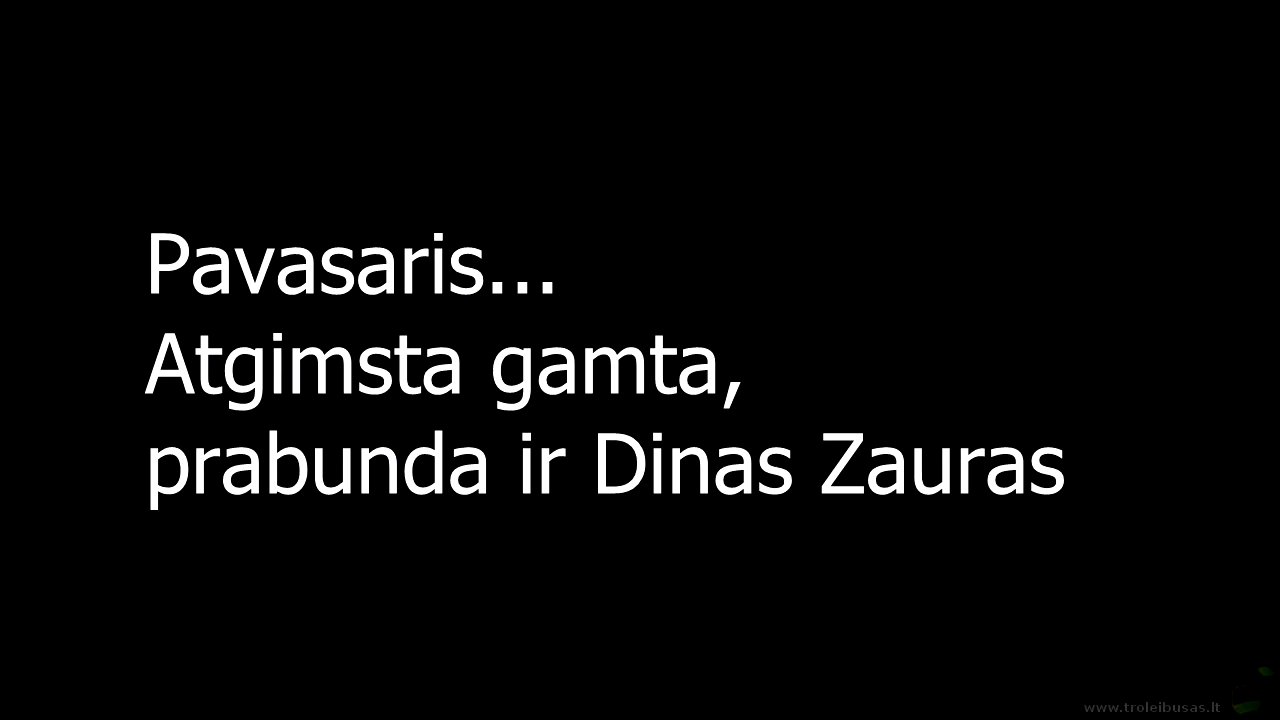 Pavasaris...
Atgimsta gamta,
prabunda ir Dinas Zauras
www.troleibusas.lt